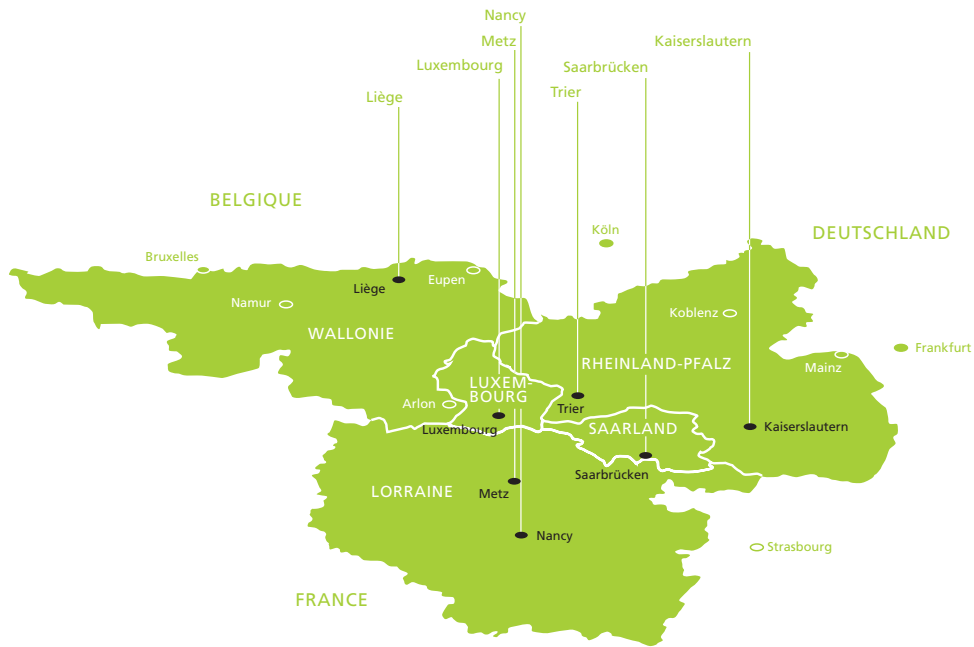 Nancy
Metz
Kaiserslautern
Luxembourg
Saarbrücken
Trier
Liège
BELGIQUE
Köln
DEUTSCHLAND
Bruxelles
Eupen
Liège
Namur
Koblenz
WALLONIE
Frankfurt
RHEINLAND-PFALZ
Mainz
LUXEM-
BOURG
Arlon
Trier
Luxembourg
SAARLAND
Kaiserslautern
Saarbrücken
LORRAINE
Metz
Nancy
Strasbourg
FRANCE